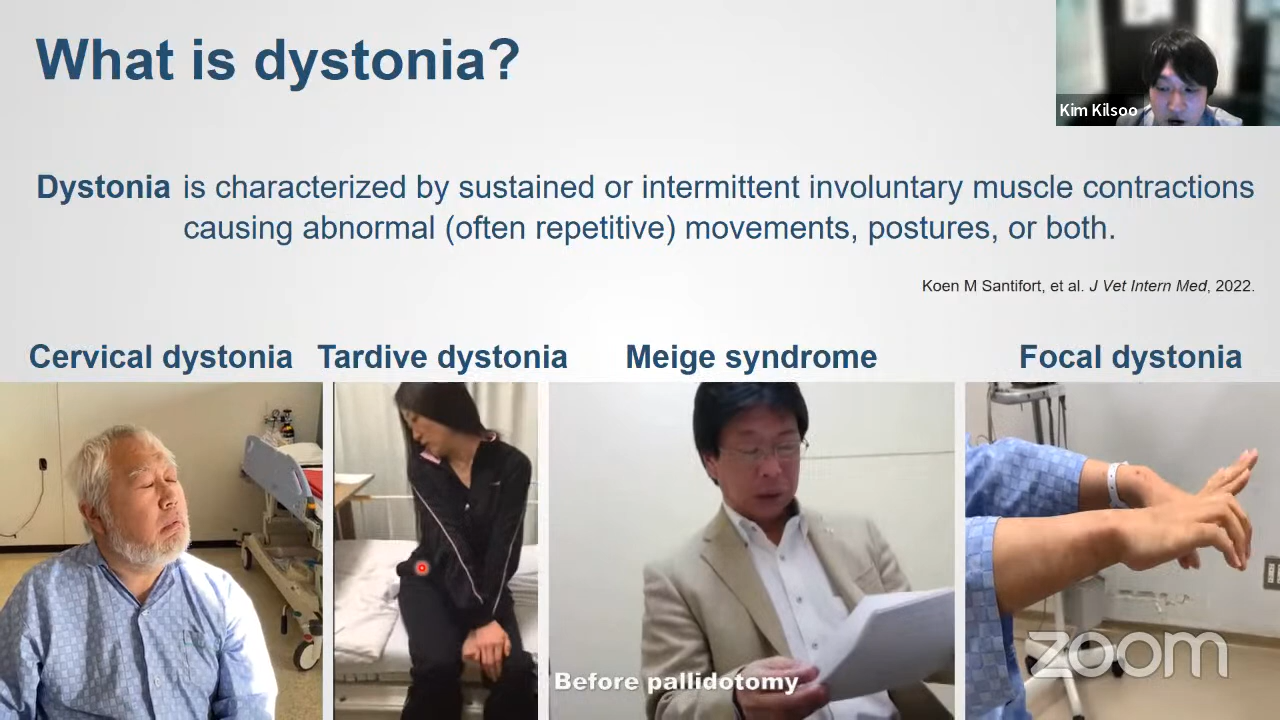 What is dystonia?
Kim Kilsoo
Dystonia is characterized by sustained or intermittent involuntary muscle contractions
causing abnormal (often repetitive) movements, postures, or both.
Koen M Santifort, et al. J Vet Intern Med, 2022.
Cervical dystonia
Tardive dystonia
Meige syndrome
Focal dystonia
Before pallidotomy
zoom